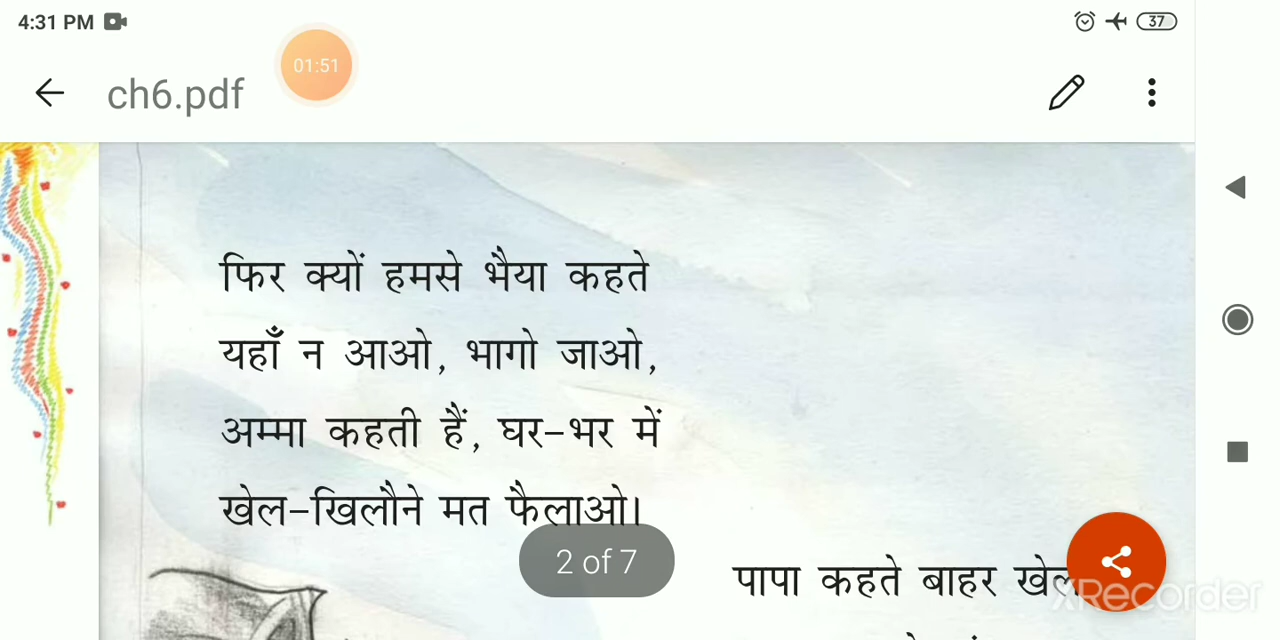 4:31 PM
37
01:51
ch6.pdf
फिर क्यों हमसे भैया कहते
यहाँ न आओ, भागो जाओ,
अम्मा कहती हैं, घर-भर में
खेल-खिलौने मत फैलाओ।
2 of 7
पापा कहते बाहर खेल
XRecorder